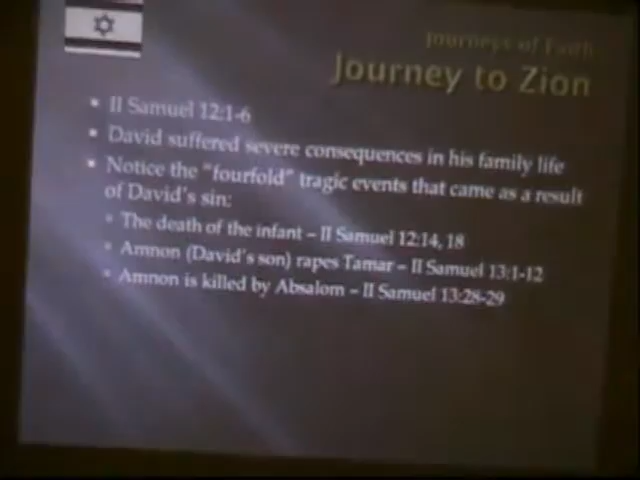 Journeys of Faith
Journey to Zion
▪ II Samuel 12:1-6
▪ David suffered severe consequences in his family life
▪ Notice the "fourfold" tragic events that came as a result
of David's sin:
▪ The death of the infant – II Samuel 12:14, 18
▪ Amnon (David's son) rapes Tamar – II Samuel 13:1-12
▪ Amnon is killed by Absalom – II Samuel 13:28-29